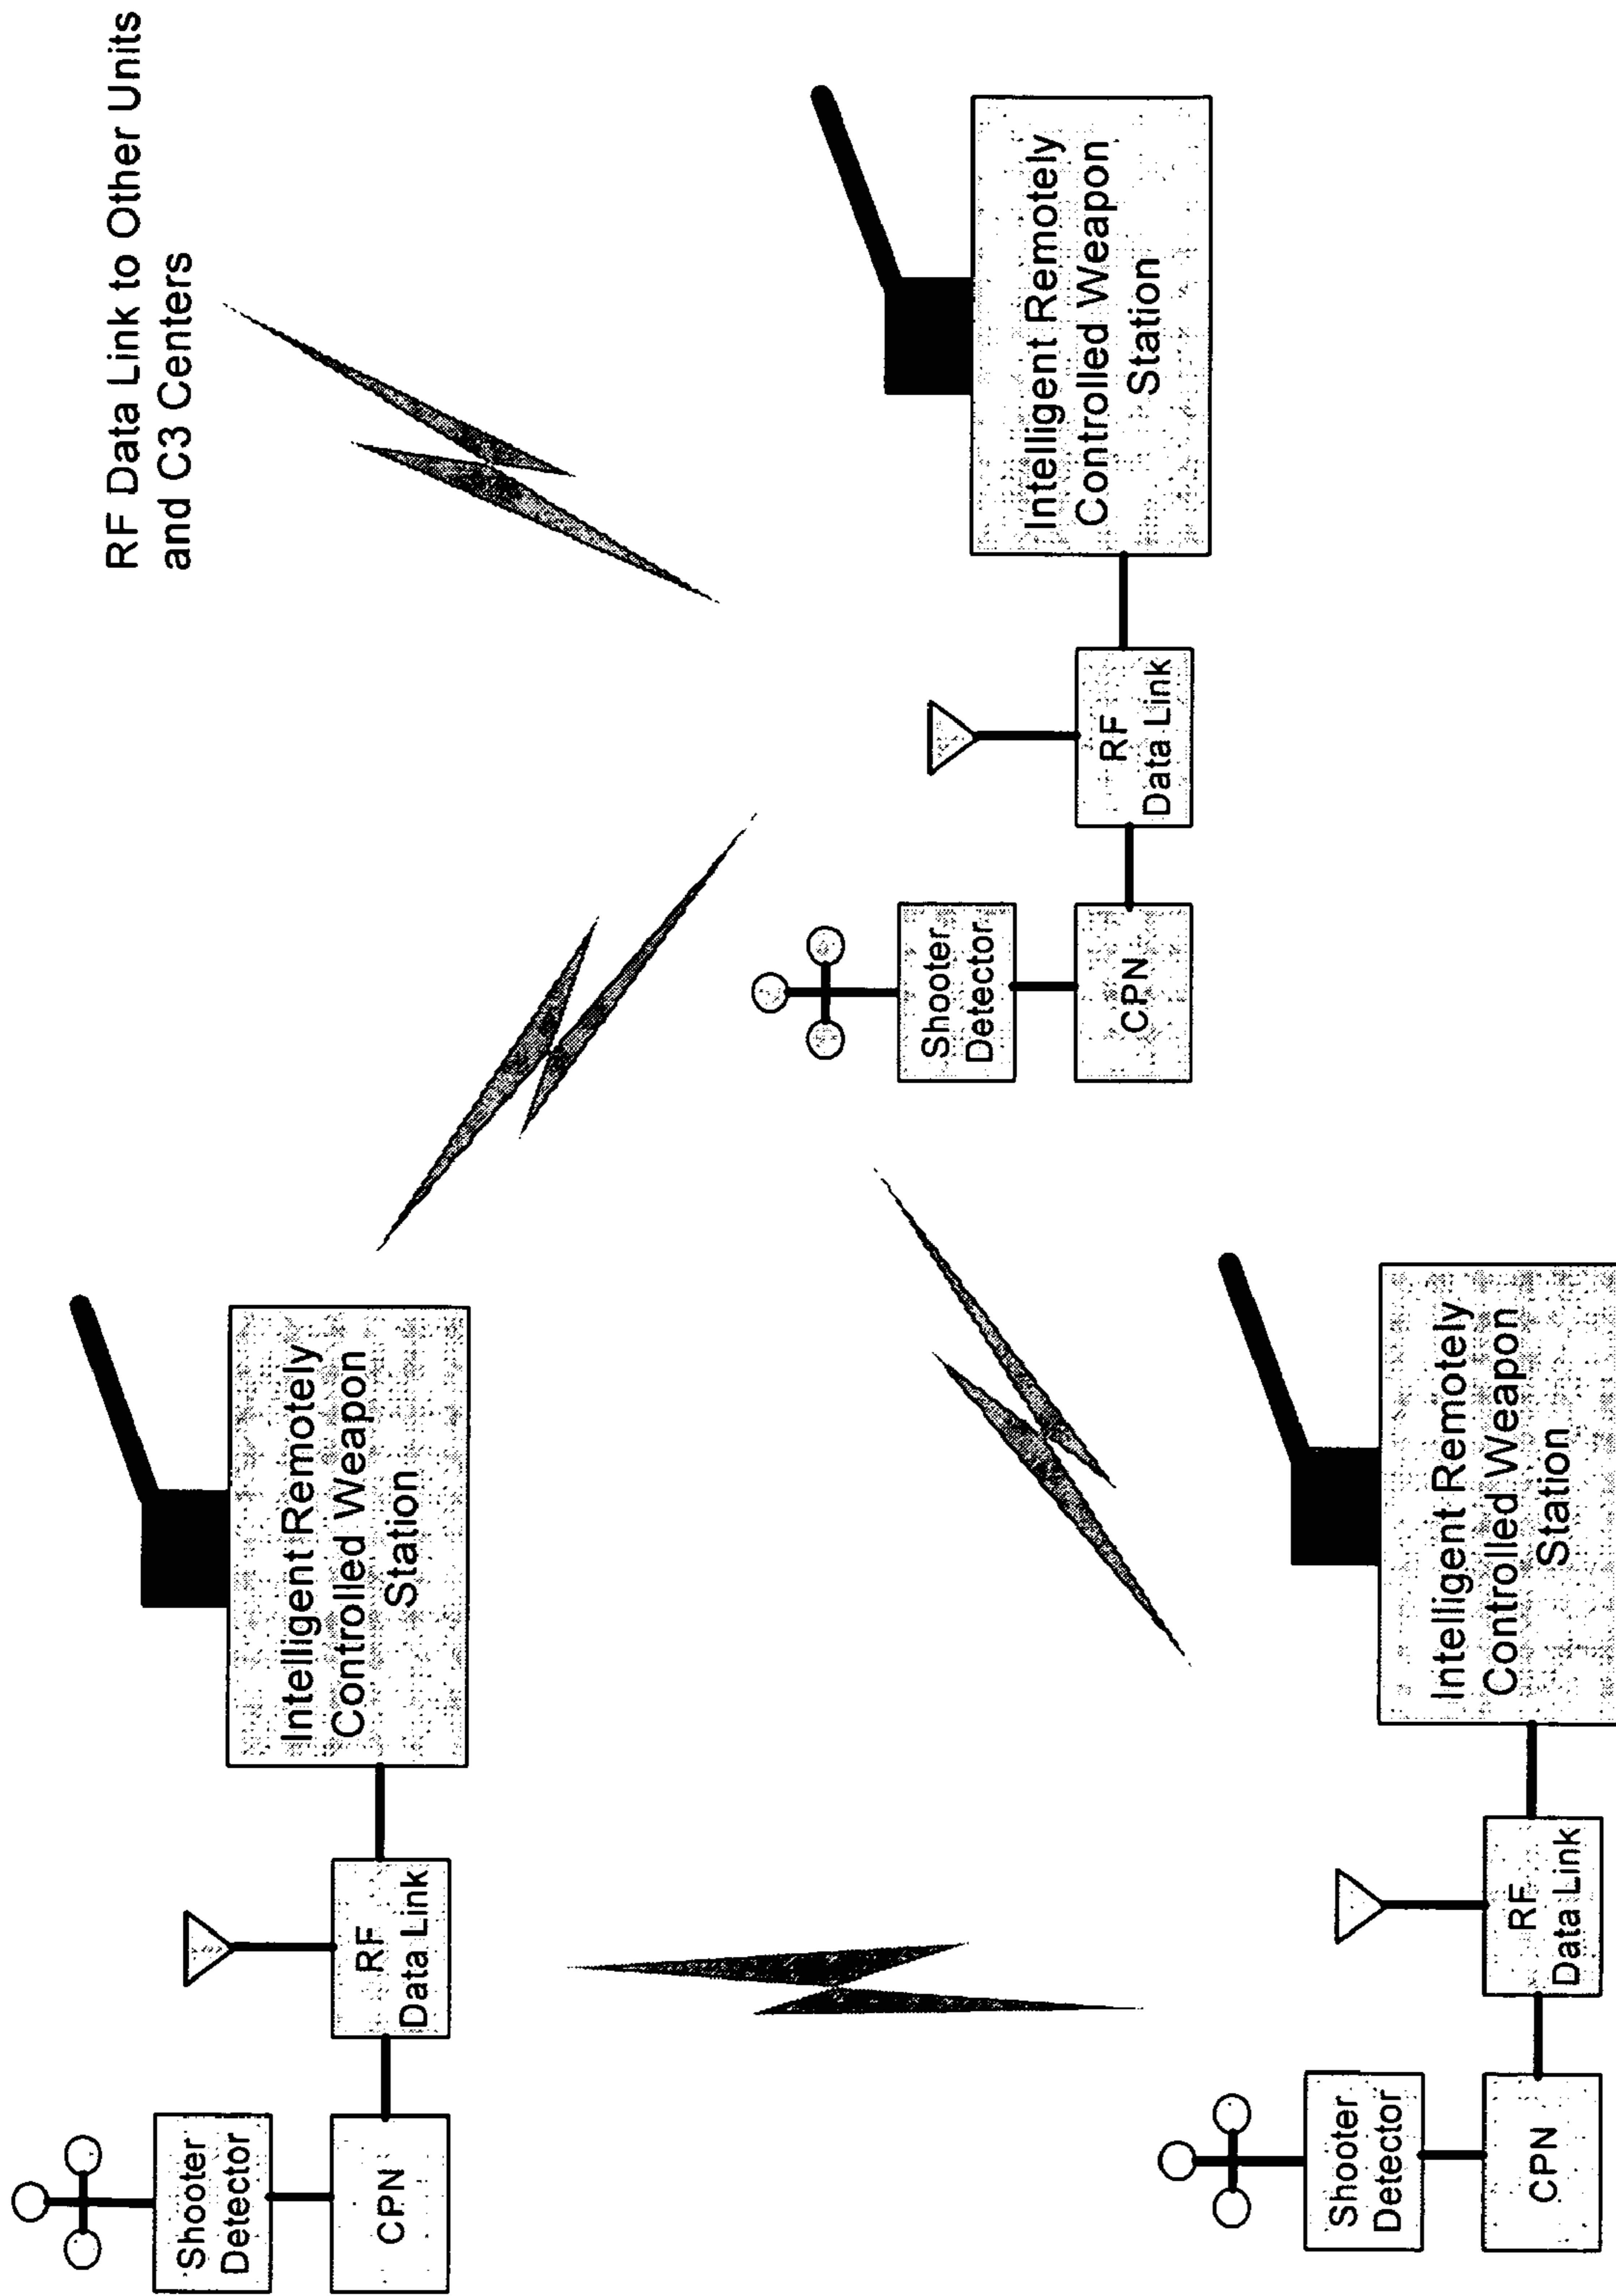 RF Data Link to Other Units
and C3 Centers
Shooter
Detector
CPN
RF
Data Link
Intelligent Remotely
Controlled Weapon
Station
Shooter
Detector
CPN
RF
Data Link
Intelligent Remotely
Controlled Weapon
Station
Shooter
Detector
CPN
RF
Data Link
Intelligent Remotely
Controlled Weapon
Station